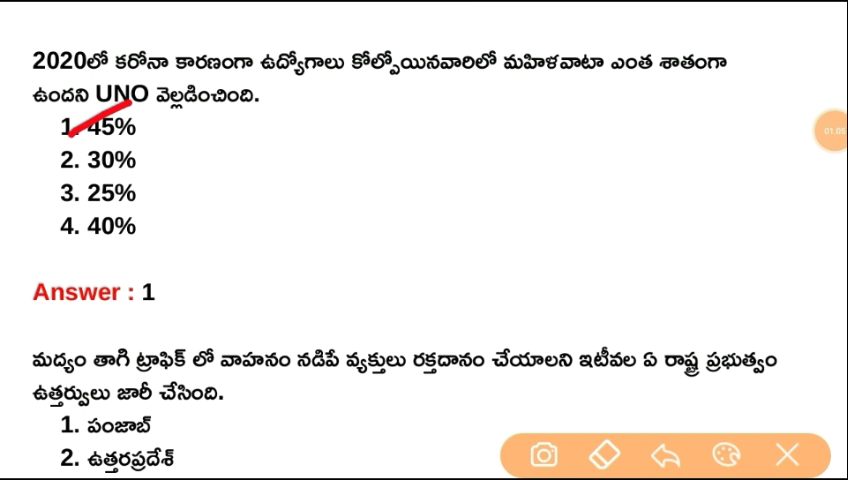 2020లో కరోనా కారణంగా ఉద్యోగాలు కోల్పోయినవారిలో మహిళవాటా ఎంత శాతంగా
ఉందని UNO వెల్లడించింది.
1. 45%
2. 30%
3. 25%
4. 40%
Answer : 1
మద్యం తాగి ట్రాఫిక్ లో వాహనం నడిపే వ్యక్తులు రక్తదానం చేయాలని ఇటీవల ఏ రాష్ట్ర ప్రభుత్వం
ఉత్తర్వులు జారీ చేసింది.
1. పంజాబ్
2. ఉత్తరప్రదేశ్